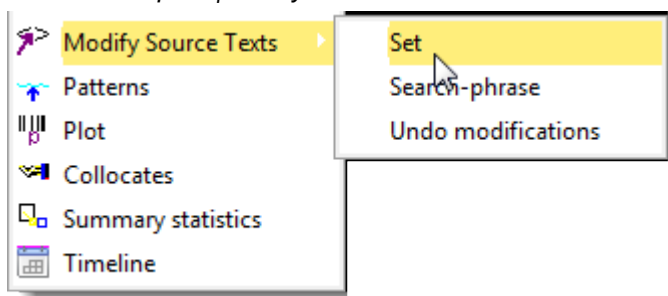 Modify Source Texts
Set
Patterns
Search-phrase
Plot
Undo modifications
Collocates
Summary statistics
Timeline